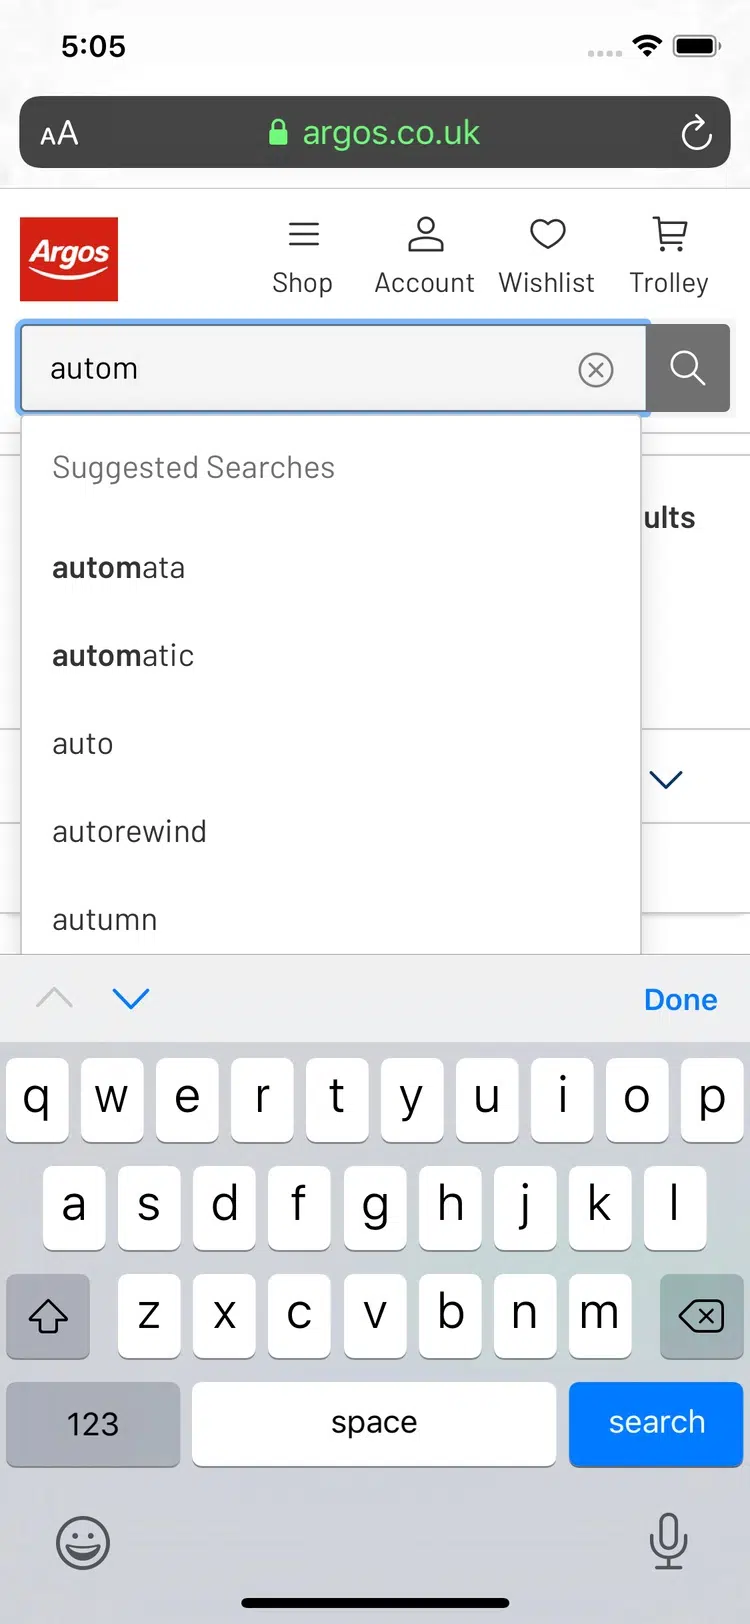 5:05
AA argos.co.uk
Argos
Shop Account Wishlist Trolley
autom
Suggested Searches
ults
automata
automatic
auto
autorewind
autumn
Done
q w e r t y u i o p
a s d f g h j k l
z x c v b n m
123 space search